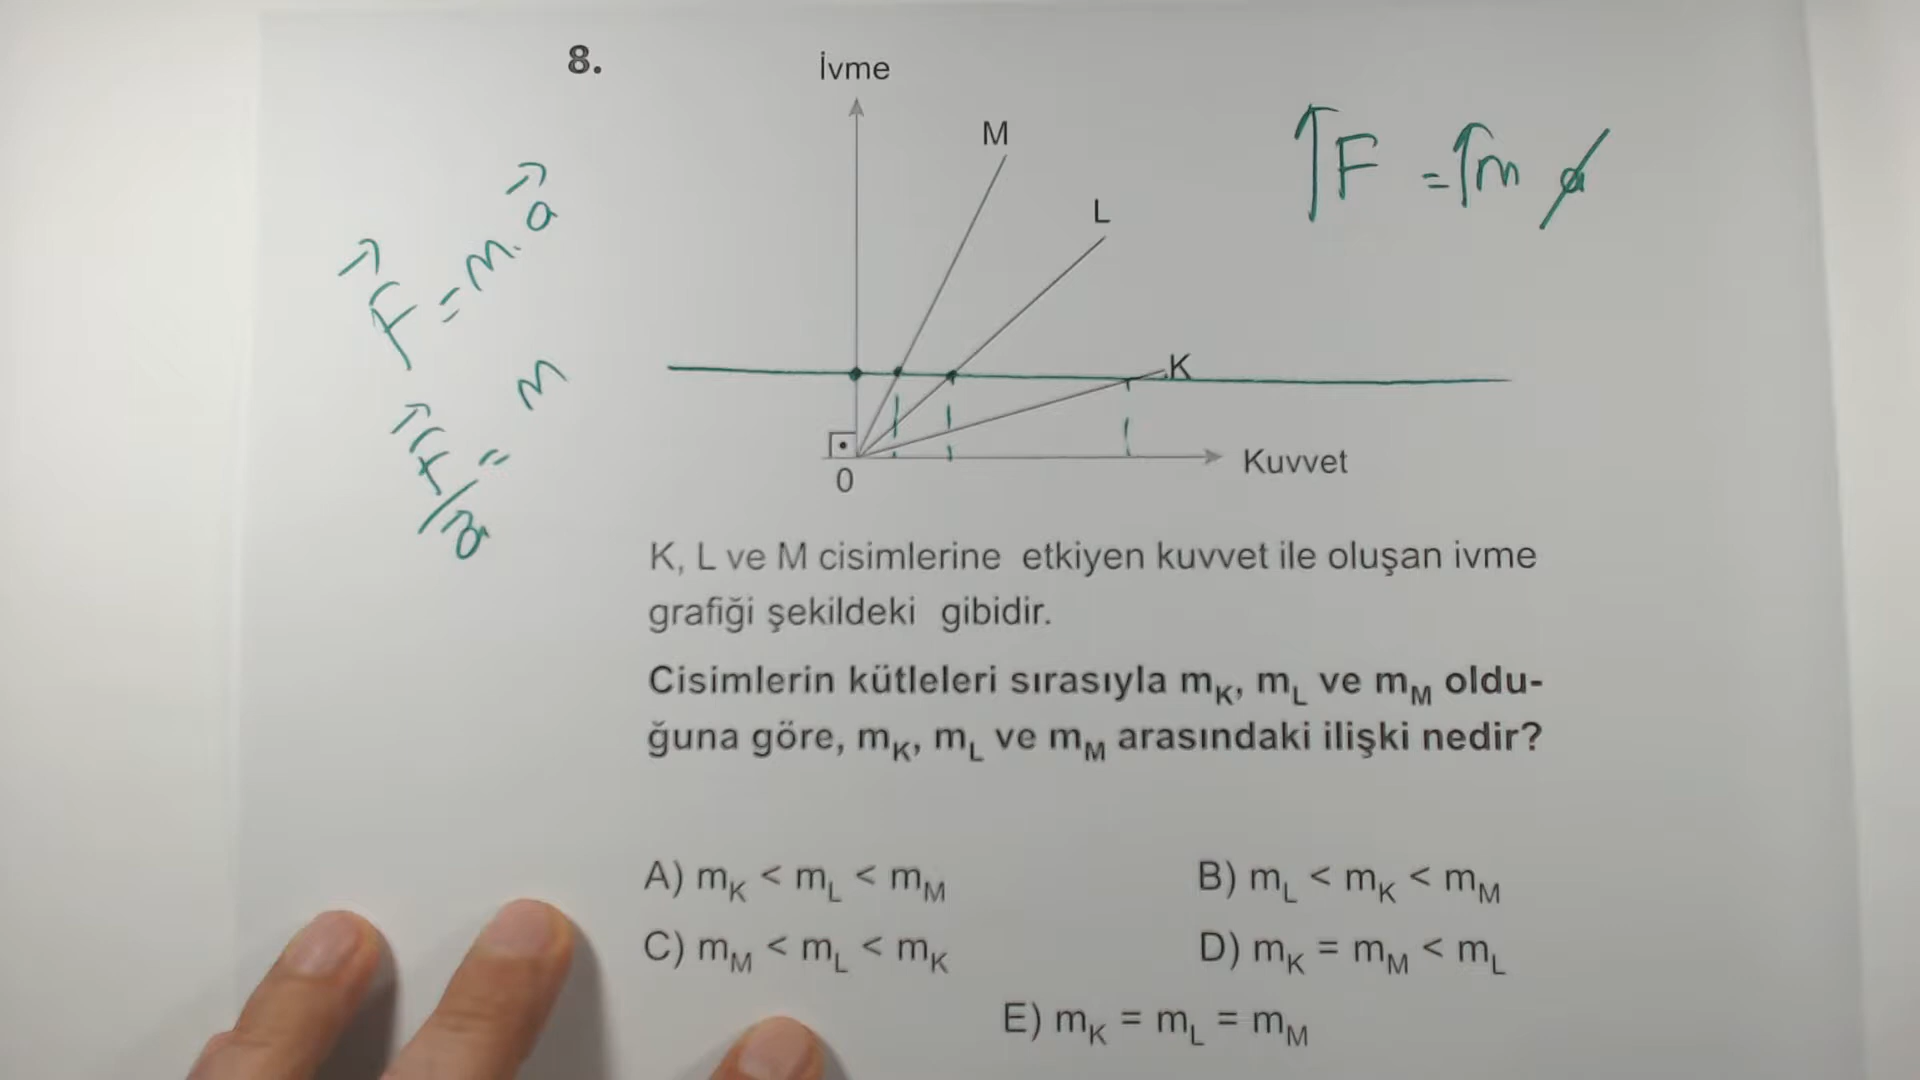 8.
İvme
M
L
K
Kuvvet
0
F = m.a
F/a = m
F = m a
K, L ve M cisimlerine etkiyen kuvvet ile oluşan ivme
grafiği şekildeki gibidir.
Cisimlerin kütleleri sırasıyla mK, mL ve mM oldu-
ğuna göre, mK, mL ve mM arasındaki ilişki nedir?
A) mK < mL < mM
B) mL < mK < mM
C) mM < mL < mK
D) mK = mM < mL
E) mK = mL = mM